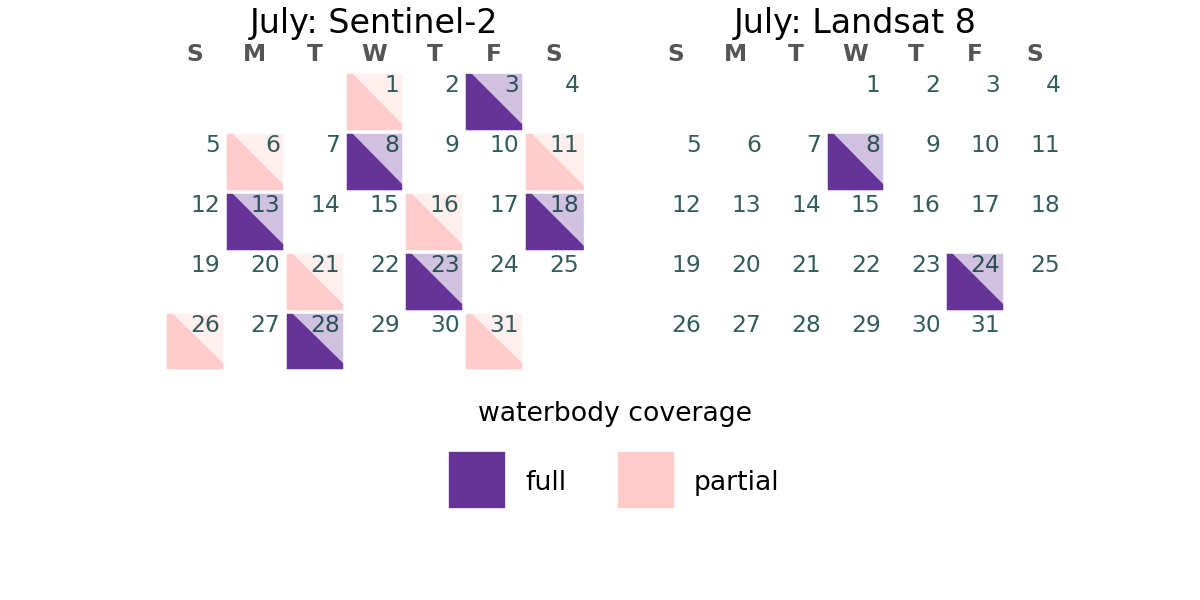 July: Sentinel-2
S M T W T F S
1 2 3 4
5 6 7 8 9 10 11
12 13 14 15 16 17 18
19 20 21 22 23 24 25
26 27 28 29 30 31
July: Landsat 8
S M T W T F S
1 2 3 4
5 6 7 8 9 10 11
12 13 14 15 16 17 18
19 20 21 22 23 24 25
26 27 28 29 30 31
waterbody coverage
full partial